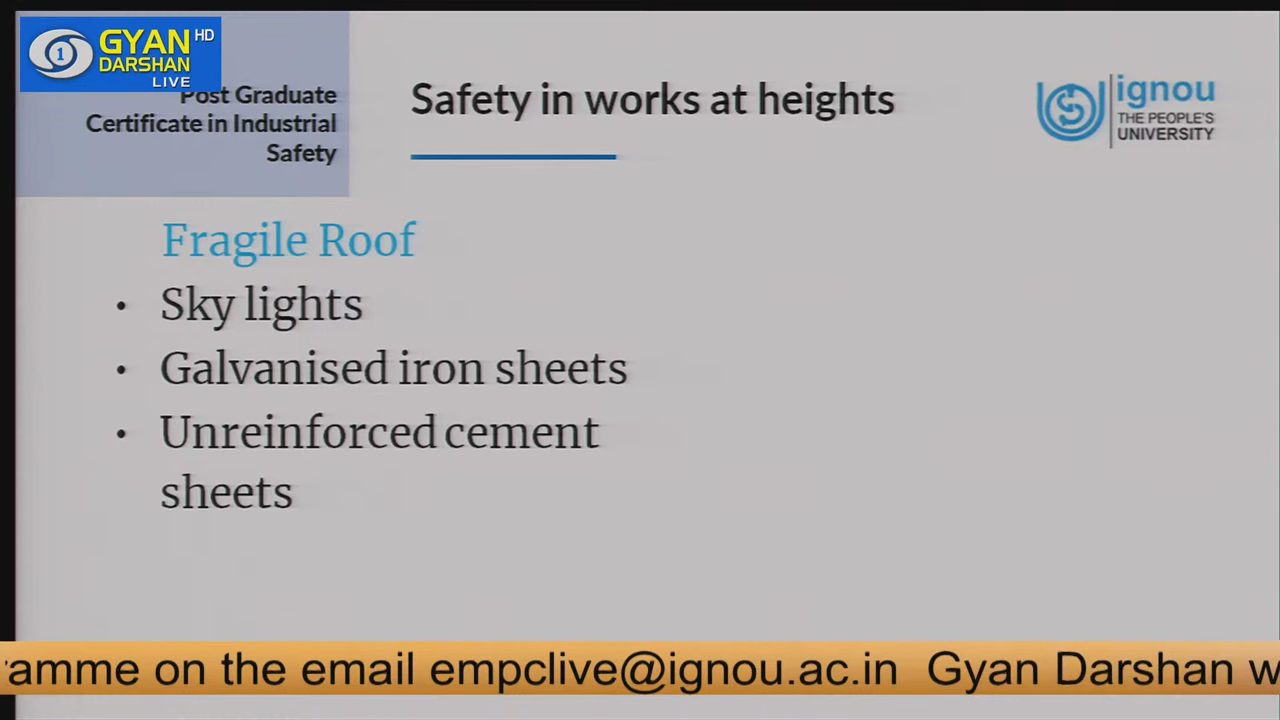 GYAN HD
DARSHAN
1
LIVE
Post Graduate
Certificate in Industrial
Safety
Safety in works at heights
ignou
THE PEOPLE'S
UNIVERSITY
Fragile Roof
• Sky lights
• Galvanised iron sheets
• Unreinforced cement
sheets
amme on the email empclive@ignou.ac.in Gyan Darshan w